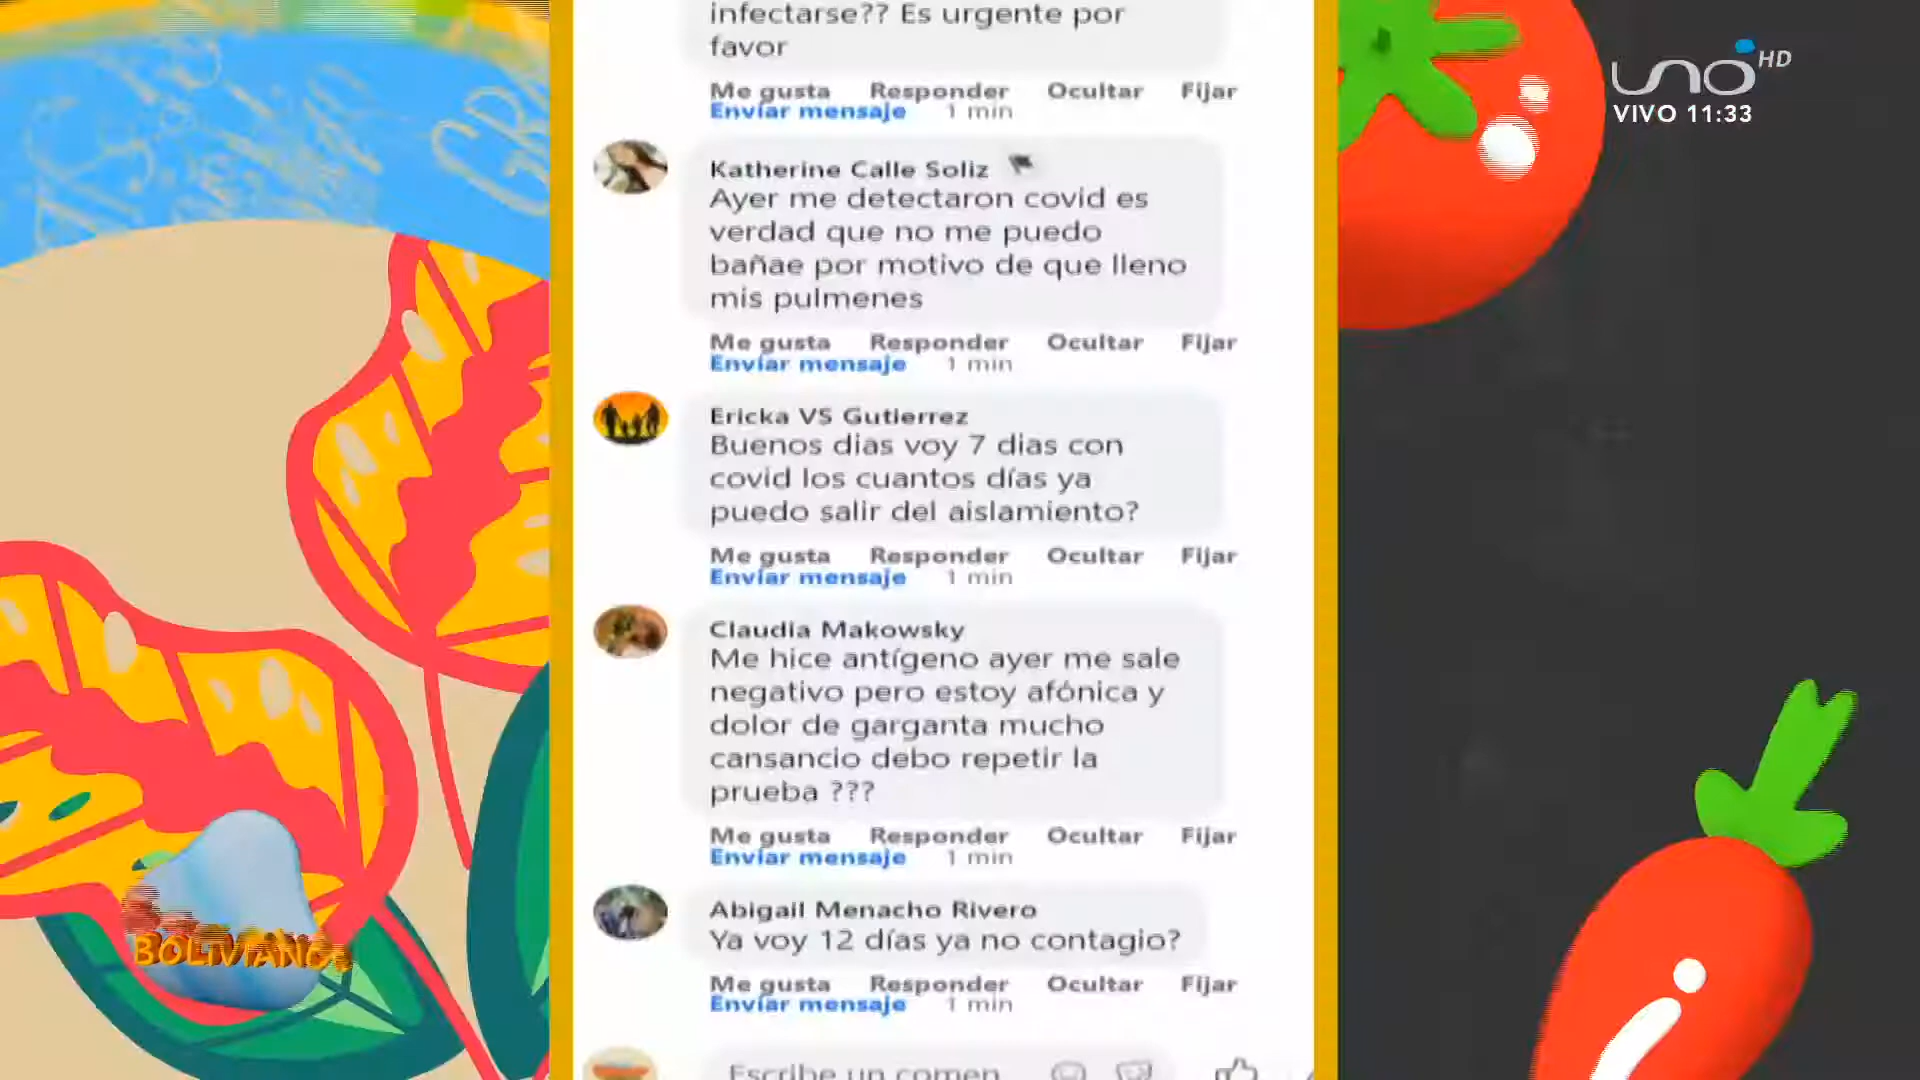 infectarse?? Es urgente por
favor
Me gusta Responder Ocultar Fijar
Enviar mensaje 1 min
Katherine Calle Soliz
Ayer me detectaron covid es
verdad que no me puedo
bañae por motivo de que lleno
mis pulmenes
Me gusta Responder Ocultar Fijar
Enviar mensaje 1 min
Ericka VS Gutierrez
Buenos dias voy 7 dias con
covid los cuantos días ya
puedo salir del aislamiento?
Me gusta Responder Ocultar Fijar
Enviar mensaje 1 min
Claudia Makowsky
Me hice antígeno ayer me sale
negativo pero estoy afónica y
dolor de garganta mucho
cansancio debo repetir la
prueba ???
Me gusta Responder Ocultar Fijar
Enviar mensaje 1 min
Abigail Menacho Rivero
Ya voy 12 días ya no contagio?
Me gusta Responder Ocultar Fijar
Enviar mensaje 1 min
Escribe un comen
uno HD
VIVO 11:33